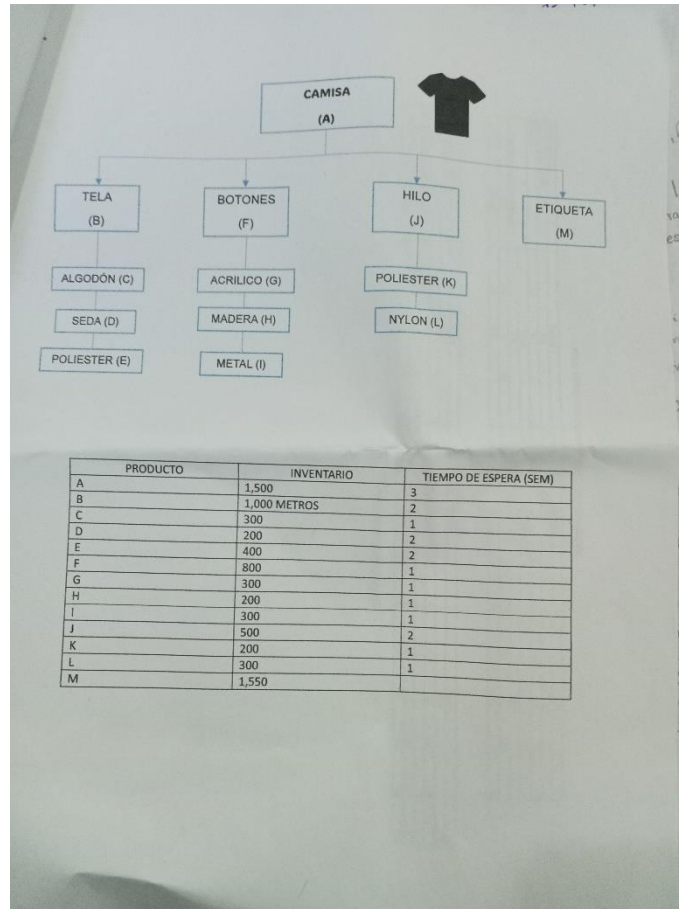 CAMISA
(A)
TELA
(B)
BOTONES
(F)
HILO
(J)
ETIQUETA
(M)
ALGODÓN (C)
ACRILICO (G)
POLIESTER (K)
SEDA (D)
MADERA (H)
NYLON (L)
POLIESTER (E)
METAL (I)
PRODUCTO INVENTARIO TIEMPO DE ESPERA (SEM)
A 1,500 3
B 1,000 METROS 2
C 300 1
D 200 2
E 400 2
F 800 1
G 300 1
H 200 1
I 300 1
J 500 2
K 200 1
L 300 1
M 1,550